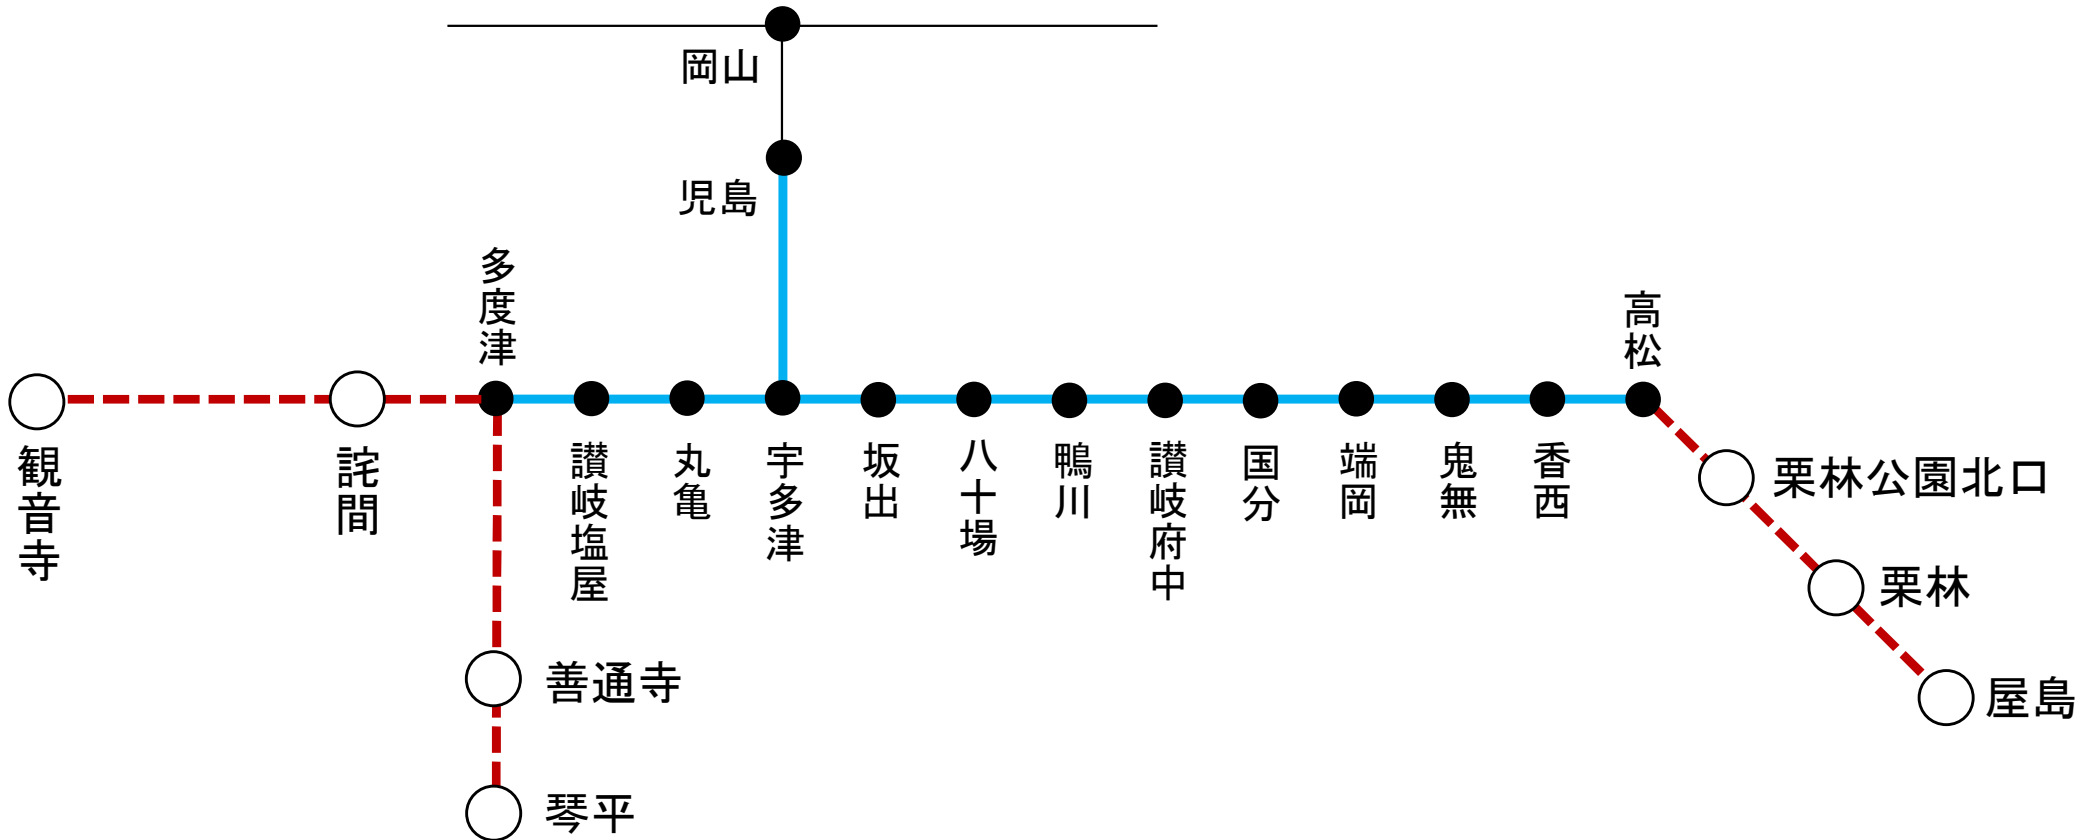 岡山
児島
多度津
高松
観音寺
詫間
讃岐塩屋
丸亀
宇多津
坂出
八十場
鴨川
讃岐府中
国分
端岡
鬼無
香西
栗林公園北口
栗林
屋島
善通寺
琴平